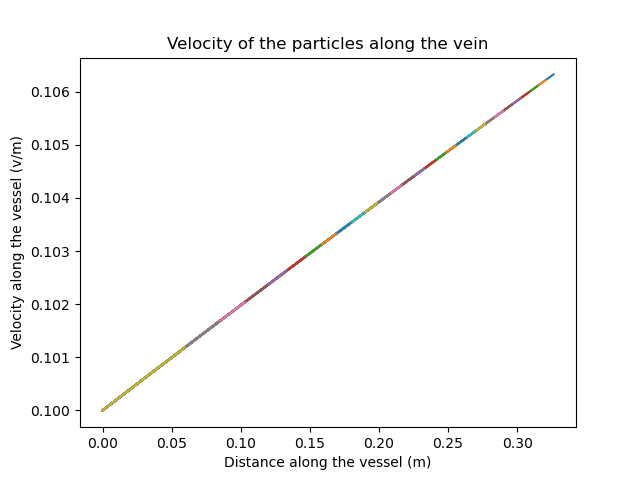 Velocity of the particles along the vein
Velocity along the vessel (v/m)
0.106
0.105
0.104
0.103
0.102
0.101
0.100
0.00 0.05 0.10 0.15 0.20 0.25 0.30
Distance along the vessel (m)